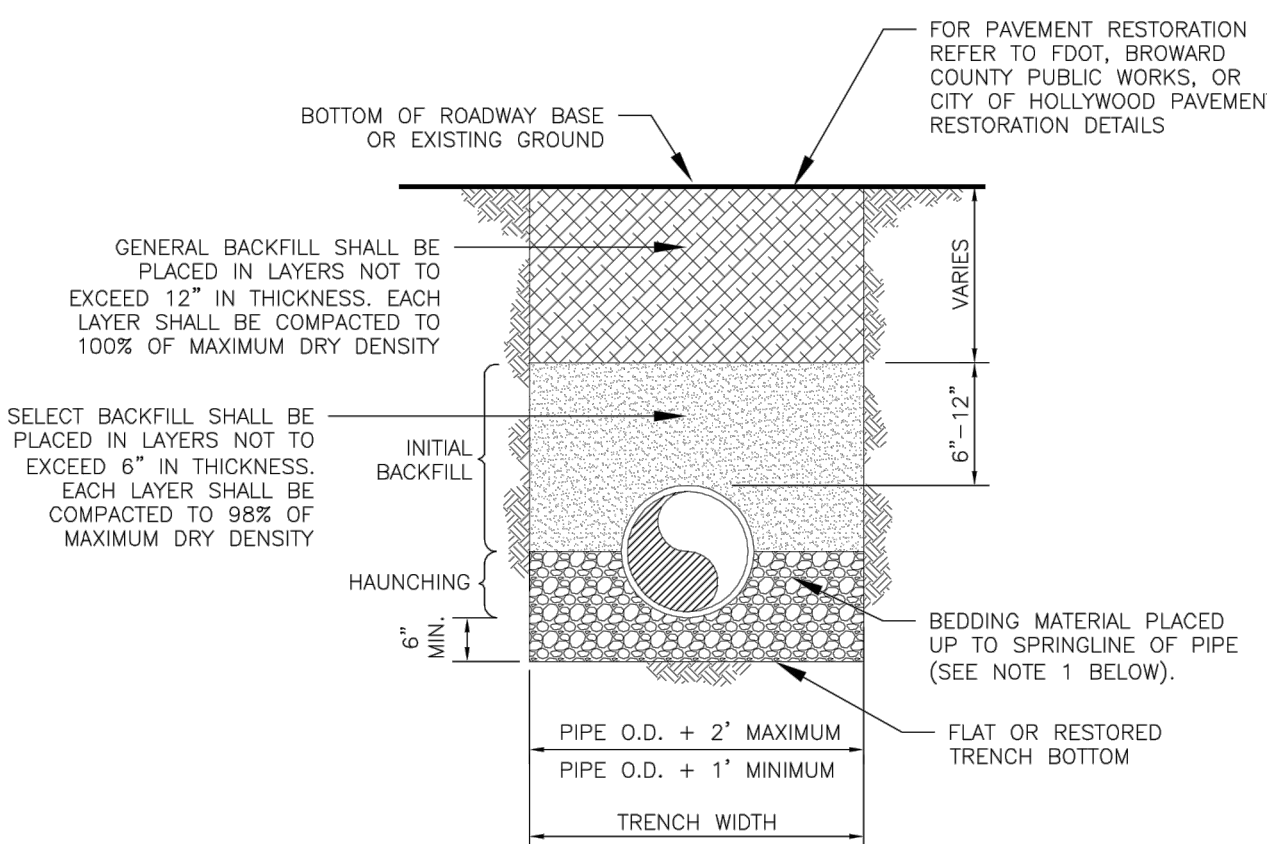 FOR PAVEMENT RESTORATION
REFER TO FDOT, BROWARD
COUNTY PUBLIC WORKS, OR
CITY OF HOLLYWOOD PAVEMENT
RESTORATION DETAILS
BOTTOM OF ROADWAY BASE
OR EXISTING GROUND
GENERAL BACKFILL SHALL BE
PLACED IN LAYERS NOT TO
EXCEED 12" IN THICKNESS. EACH
LAYER SHALL BE COMPACTED TO
100% OF MAXIMUM DRY DENSITY
VARIES
SELECT BACKFILL SHALL BE
PLACED IN LAYERS NOT TO
EXCEED 6" IN THICKNESS.
EACH LAYER SHALL BE
COMPACTED TO 98% OF
MAXIMUM DRY DENSITY
INITIAL
BACKFILL
6"-12"
HAUNCHING
6"
MIN.
BEDDING MATERIAL PLACED
UP TO SPRINGLINE OF PIPE
(SEE NOTE 1 BELOW).
FLAT OR RESTORED
TRENCH BOTTOM
PIPE O.D. + 2' MAXIMUM
PIPE O.D. + 1' MINIMUM
TRENCH WIDTH